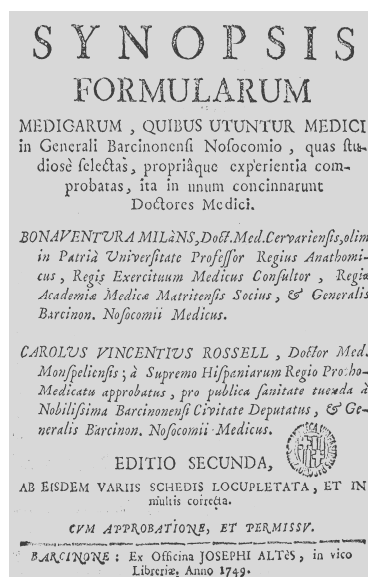 SYNOPSIS
FORMULARUM
MEDICARUM, QUIBUS UTUNTUR MEDICI
in Generali Barcinonensi Nosocomio, quas stu-
diosè selectas, propriâque experientia com-
probatas, ita in unum concinnarunt
Doctores Medici.
BONAVENTURA MILàNS, Doct. Med. Cervariensis, olim
in Patriâ Universitate Professor Regius Anathomi-
cus, Regis Exercituum Medicus Consultor, Regiæ
Academiæ Medicæ Matritensis Socius, & Generalis
Barcinon. Nosocomii Medicus.
CAROLUS VINCENTIUS ROSSELL, Doctor Med.
Monspeliensis; à Supremo Hispaniarum Regio Protho-
Medicatu approbatus, pro publica sanitate tuenda à
Nobilissima Barcinonensi Civitate Deputatus, & Ge-
neralis Barcinon. Nosocomii Medicus.
EDITIO SECUNDA,
AB EISDEM VARIIS SCHEDIS LOCUPLETATA, ET IN
multis correcta.
CUM APPROBATIONE, ET PERMISSU.
BARCINONE: Ex Officina JOSEPHI ALTès, in vico
Libreriæ, Anno 1749.